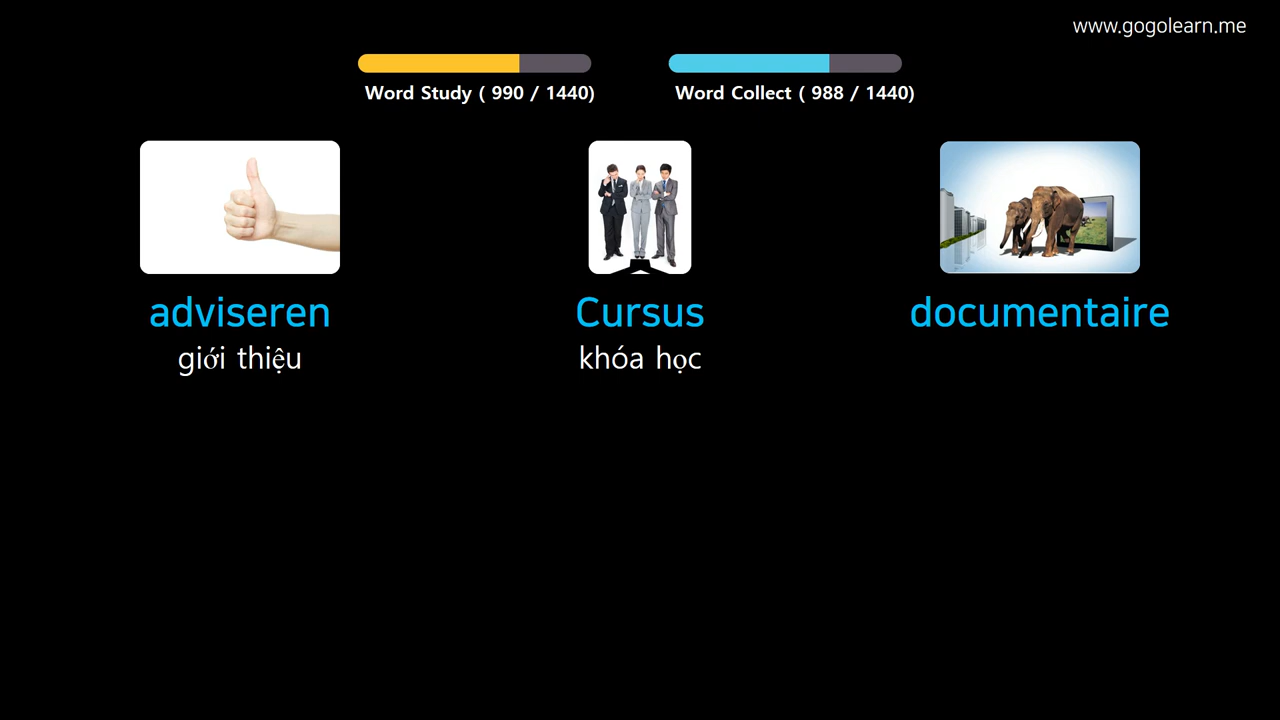 www.gogolearn.me
Word Study ( 990 / 1440)
Word Collect ( 988 / 1440)
adviseren
Cursus
documentaire
giới thiệu
khóa học